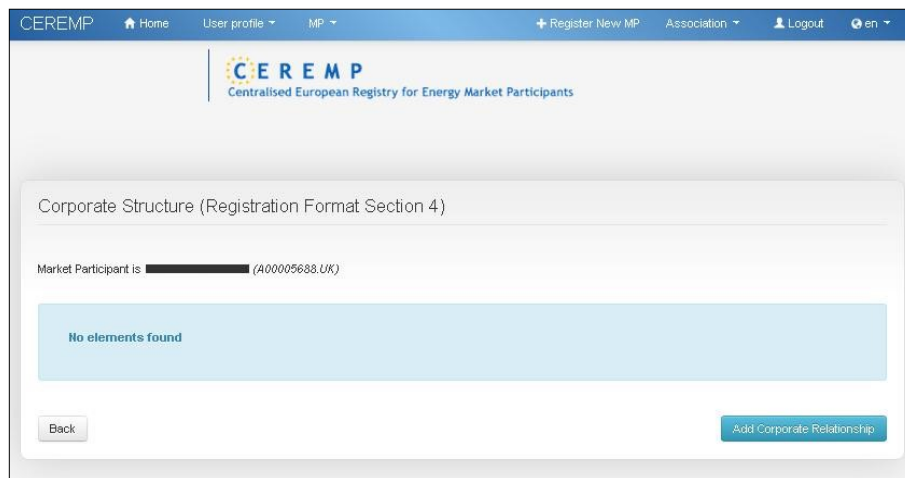 CEREMP Home User profile MP + Register New MP Association Logout en
CEREMP
Centralised European Registry for Energy Market Participants
Corporate Structure (Registration Format Section 4)
Market Participant is (A00005688.UK)
No elements found
Back Add Corporate Relationship